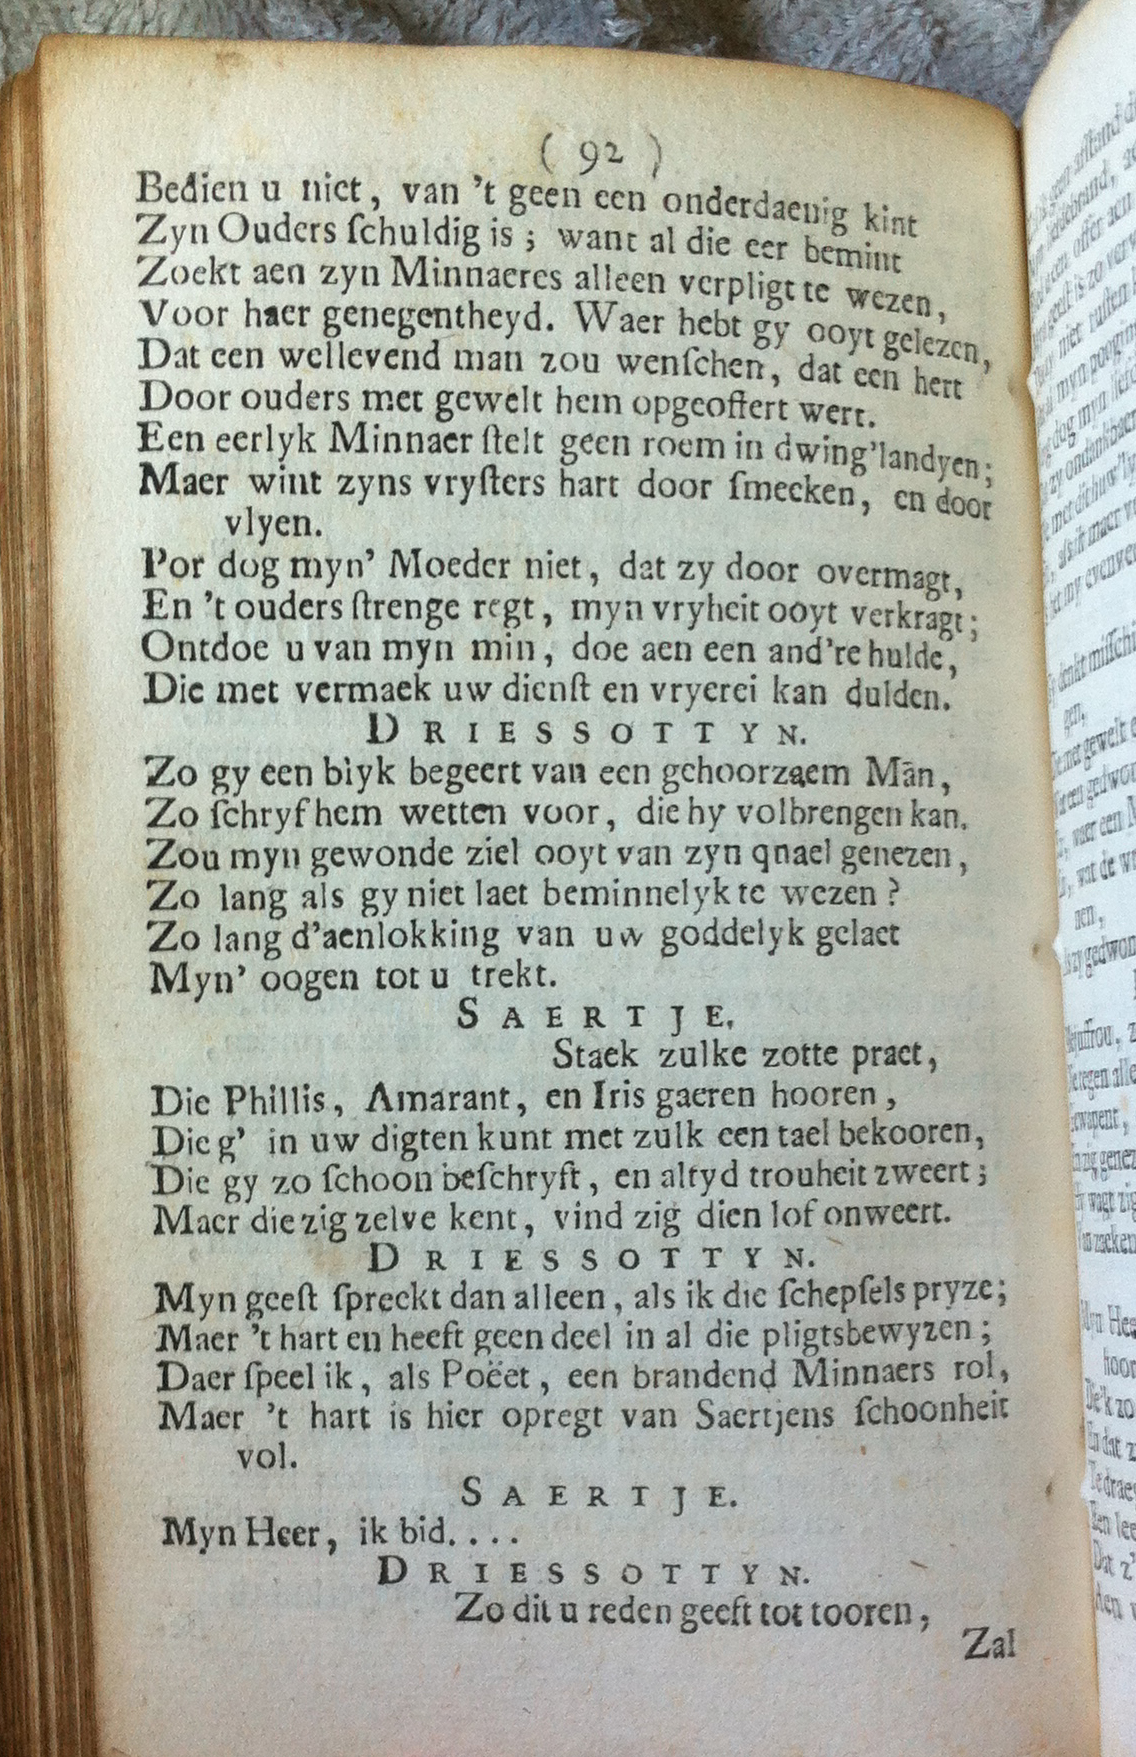 ( 92 )
Bedien u niet, van 't geen een onderdaenig kint
Zyn Ouders ſchuldig is; want al die eer bemint
Zoekt aen zyn Minnaeres alleen verpligt te wezen,
Voor haer genegentheyd. Waer hebt gy ooyt gelezen,
Dat een wellevend man zou wenſchen, dat een hert
Door ouders met gewelt hem opgeoffert wert.
Een eerlyk Minnaer ſtelt geen roem in dwing'landyen;
Maer wint zyns vryſters hart door ſmeeken, en door
vlyen.
Por dog myn' Moeder niet, dat zy door overmagt,
En 't ouders ſtrenge regt, myn vryheit ooyt verkragt;
Ontdoe u van myn min, doe aen een and're hulde,
Die met vermaek uw dienſt en vryerei kan dulden.
DRIESSOTTYN.
Zo gy een blyk begeert van een gehoorzaem Mān,
Zo ſchryf hem wetten voor, die hy volbrengen kan.
Zou myn gewonde ziel ooyt van zyn qnael genezen,
Zo lang als gy niet laet beminnelyk te wezen?
Zo lang d'aenlokking van uw goddelyk gelaet
Myn' oogen tot u trekt.
SAERTJE.
Staek zulke zotte praet,
Die Phillis, Amarant, en Iris gaeren hooren,
Die g' in uw digten kunt met zulk een tael bekooren,
Die gy zo ſchoon beſchryft, en altyd trouheit zweert;
Maer die zig zelve kent, vind zig dien lof onweert.
DRIESSOTTYN.
Myn geeſt ſpreekt dan alleen, als ik die ſchepſels pryze;
Maer 't hart en heeft geen deel in al die pligtsbewyzen;
Daer ſpeel ik, als Poëet, een brandend Minnaers rol,
Maer 't hart is hier opregt van Saertjens ſchoonheit
vol.
SAERTJE.
Myn Heer, ik bid....
DRIESSOTTYN.
Zo dit u reden geeft tot tooren,
Zal